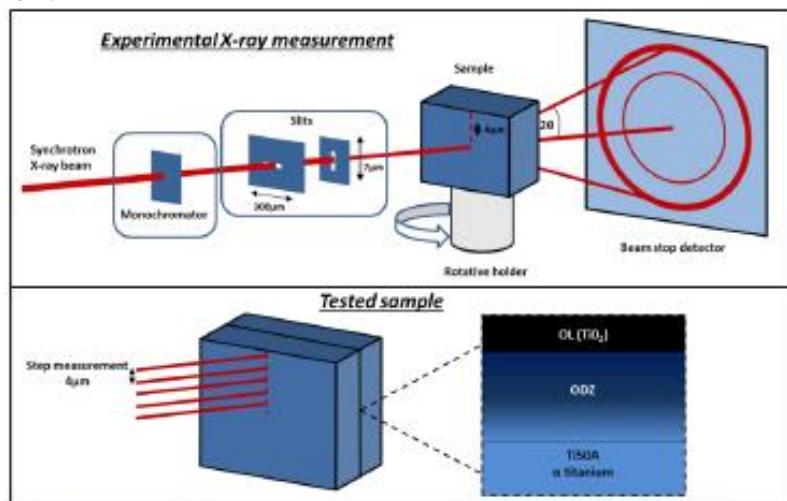 Experimental X-ray measurement
Sample
Slits
Synchrotron
X-ray beam
4µm
2θ
7µm
Monochromator
300µm
Rotative holder
Beam stop detector
Tested sample
Step measurement
4µm
OL (TiO2)
ODZ
Ti50A
α titanium